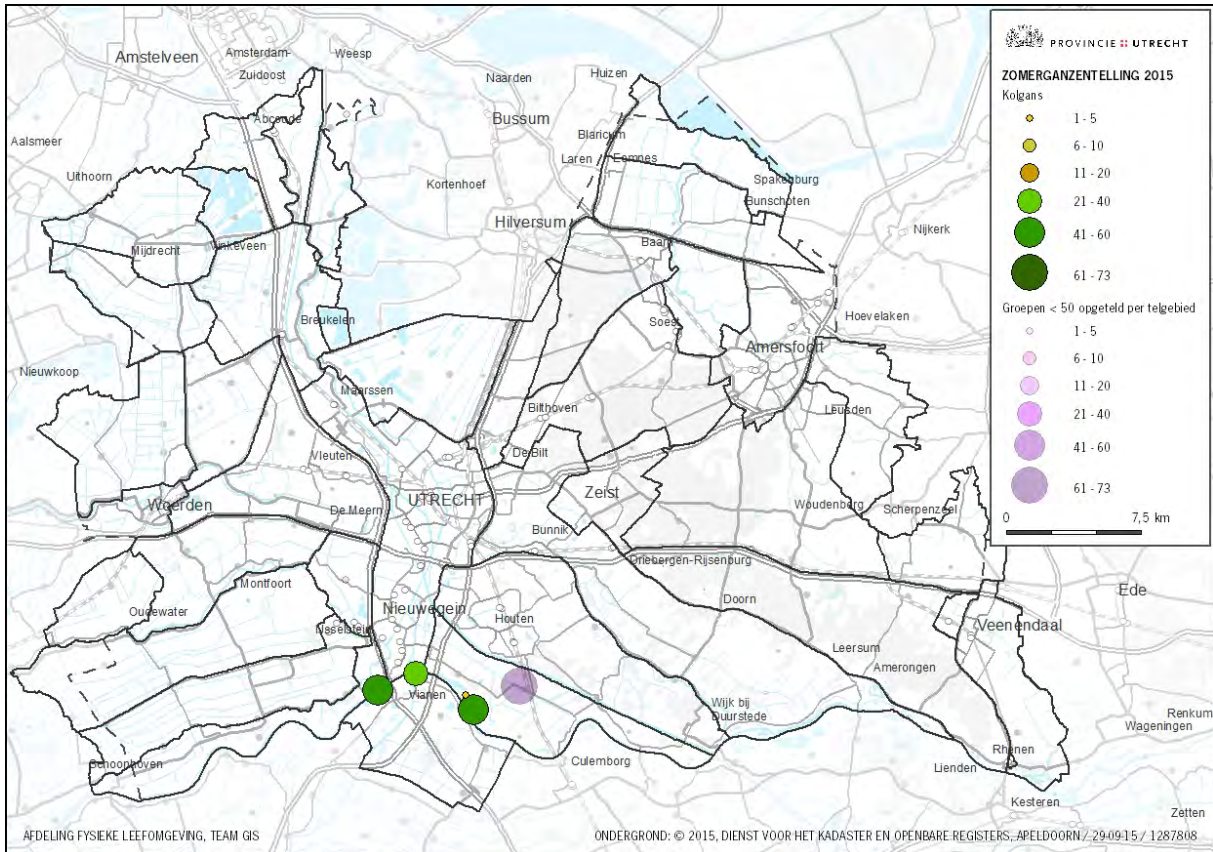 Amstelveen
Amsterdam-
Zuidoost
Weesp
Naarden
Huizen
Bussum
Abcoude
Aalsmeer
Blaricum
Laren
Eemnes
Uithoorn
Kortenhoef
Spakenburg
Bunschoten
Hilversum
Nijkerk
Mijdrecht
Vinkeveen
Baarn
Breukelen
Soest
Hoevelaken
Amersfoort
Nieuwkoop
Maarssen
Bilthoven
Leusden
Vleuten
De Bilt
Zeist
UTRECHT
Woerden
De Meern
Woudenberg
Scherpenzeel
Bunnik
Driebergen-Rijsenburg
Montfoort
Ede
Doorn
Oudewater
Nieuwegein
Houten
IJsselstein
Veenendaal
Leersum
Amerongen
Vianen
Wijk bij
Duurstede
Renkum
Wageningen
Rhenen
Schoonhoven
Culemborg
Lienden
Kesteren
Zetten
PROVINCIE UTRECHT
ZOMERGANZENTELLING 2015
Kolgans
1 - 5
6 - 10
11 - 20
21 - 40
41 - 60
61 - 73
Groepen < 50 opgeteld per telgebied
1 - 5
6 - 10
11 - 20
21 - 40
41 - 60
61 - 73
0 7,5 km
AFDELING FYSIEKE LEEFOMGEVING, TEAM GIS
ONDERGROND: © 2015, DIENST VOOR HET KADASTER EN OPENBARE REGISTERS, APELDOORN / 29-09-15 / 1287808